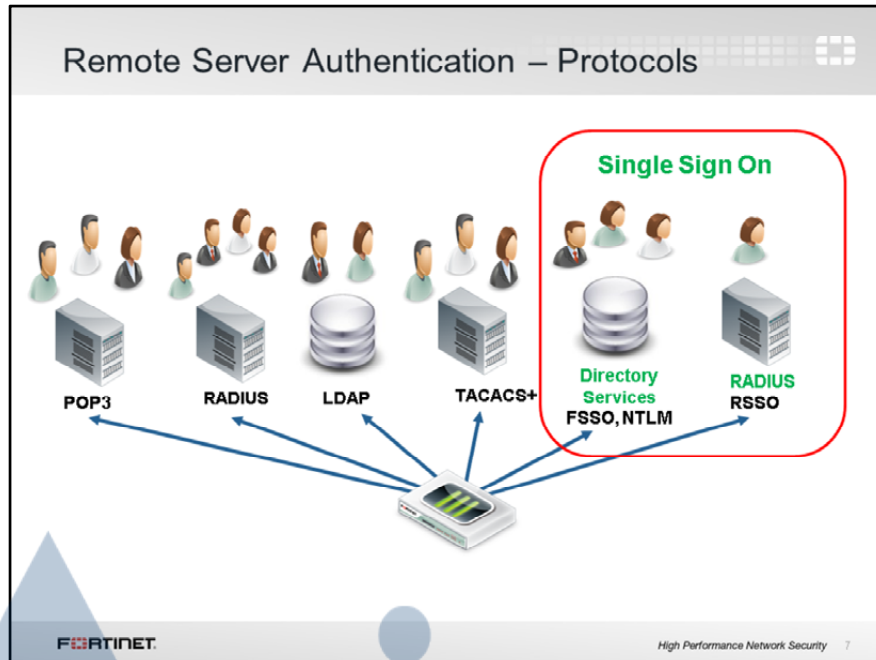 Remote Server Authentication – Protocols
Single Sign On
POP3
RADIUS
LDAP
TACACS+
Directory
Services
FSSO, NTLM
RADIUS
RSSO
FORTINET.
High Performance Network Security 7